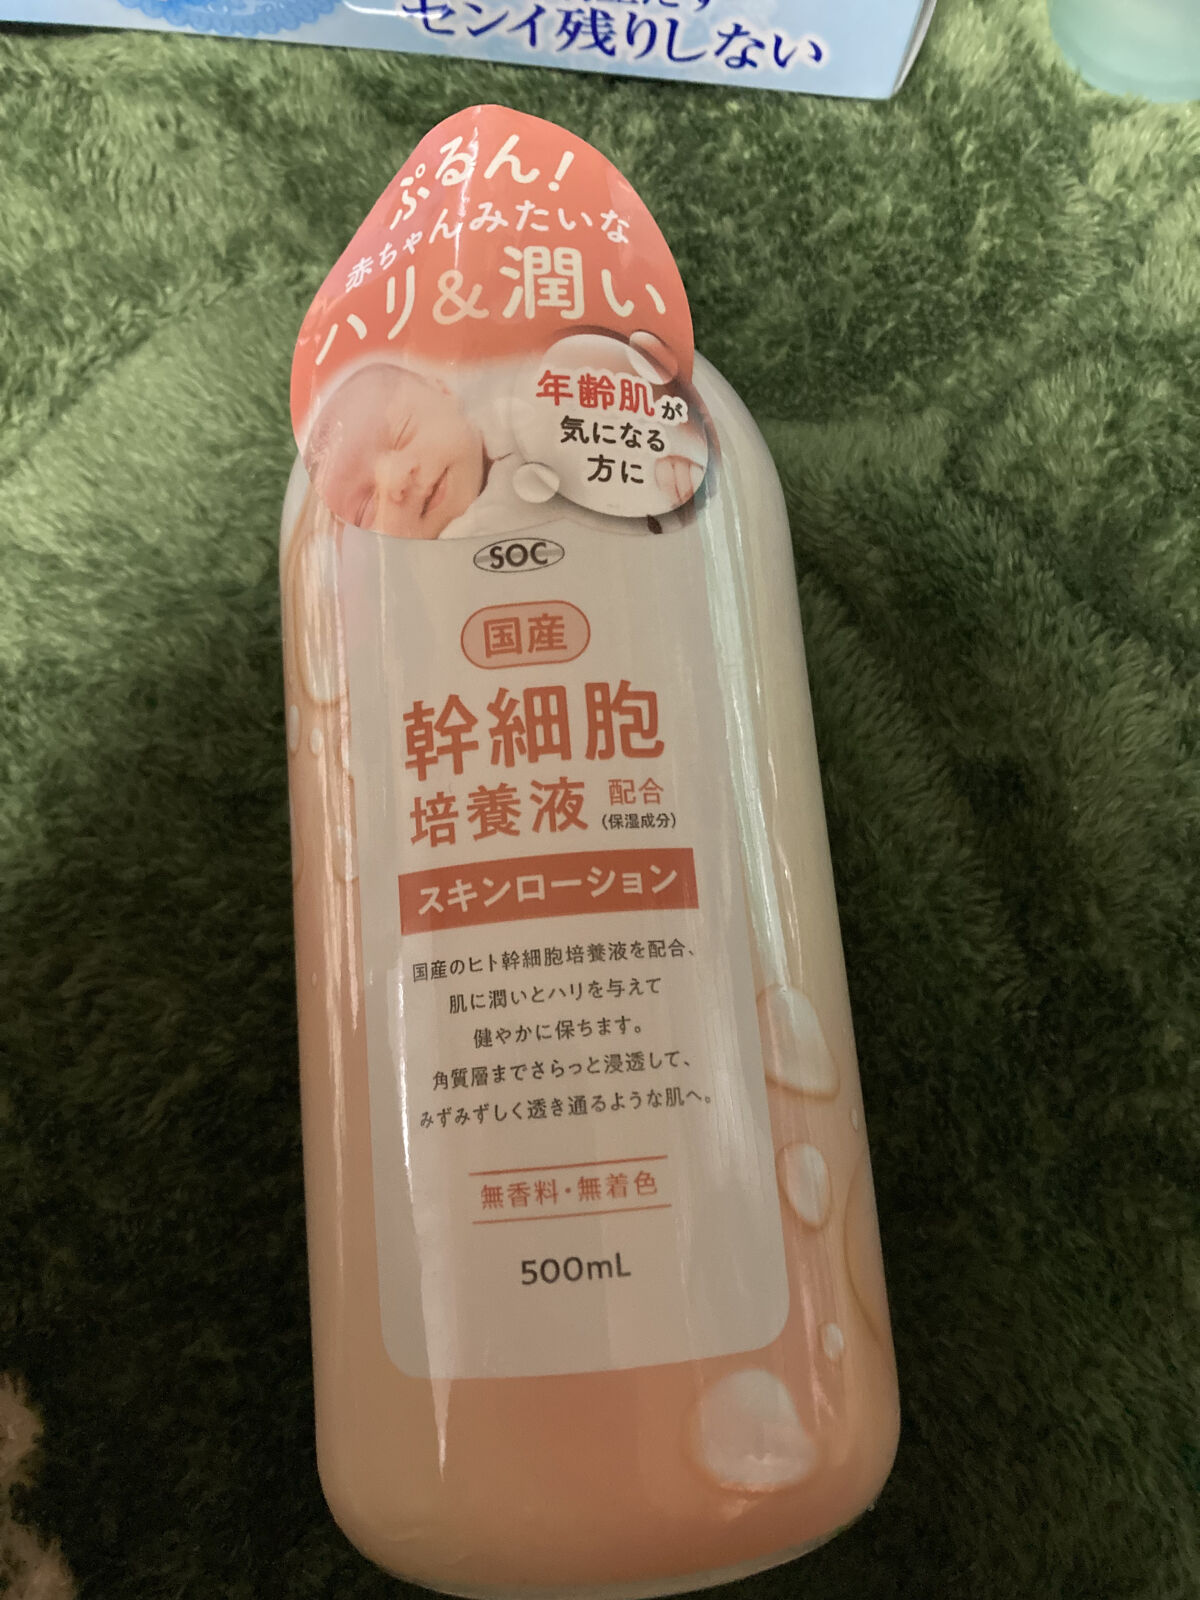 センイ残りしない
ぷるん!
赤ちゃんみたいな
ハリ&潤い
年齢肌が
気になる
方に
SOC
国産
幹細胞
培養液 配合
(保湿成分)
スキンローション
国産のヒト幹細胞培養液を配合、
肌に潤いとハリを与えて
健やかに保ちます。
角質層までさらっと浸透して、
みずみずしく透き通るような肌へ。
無香料・無着色
500mL